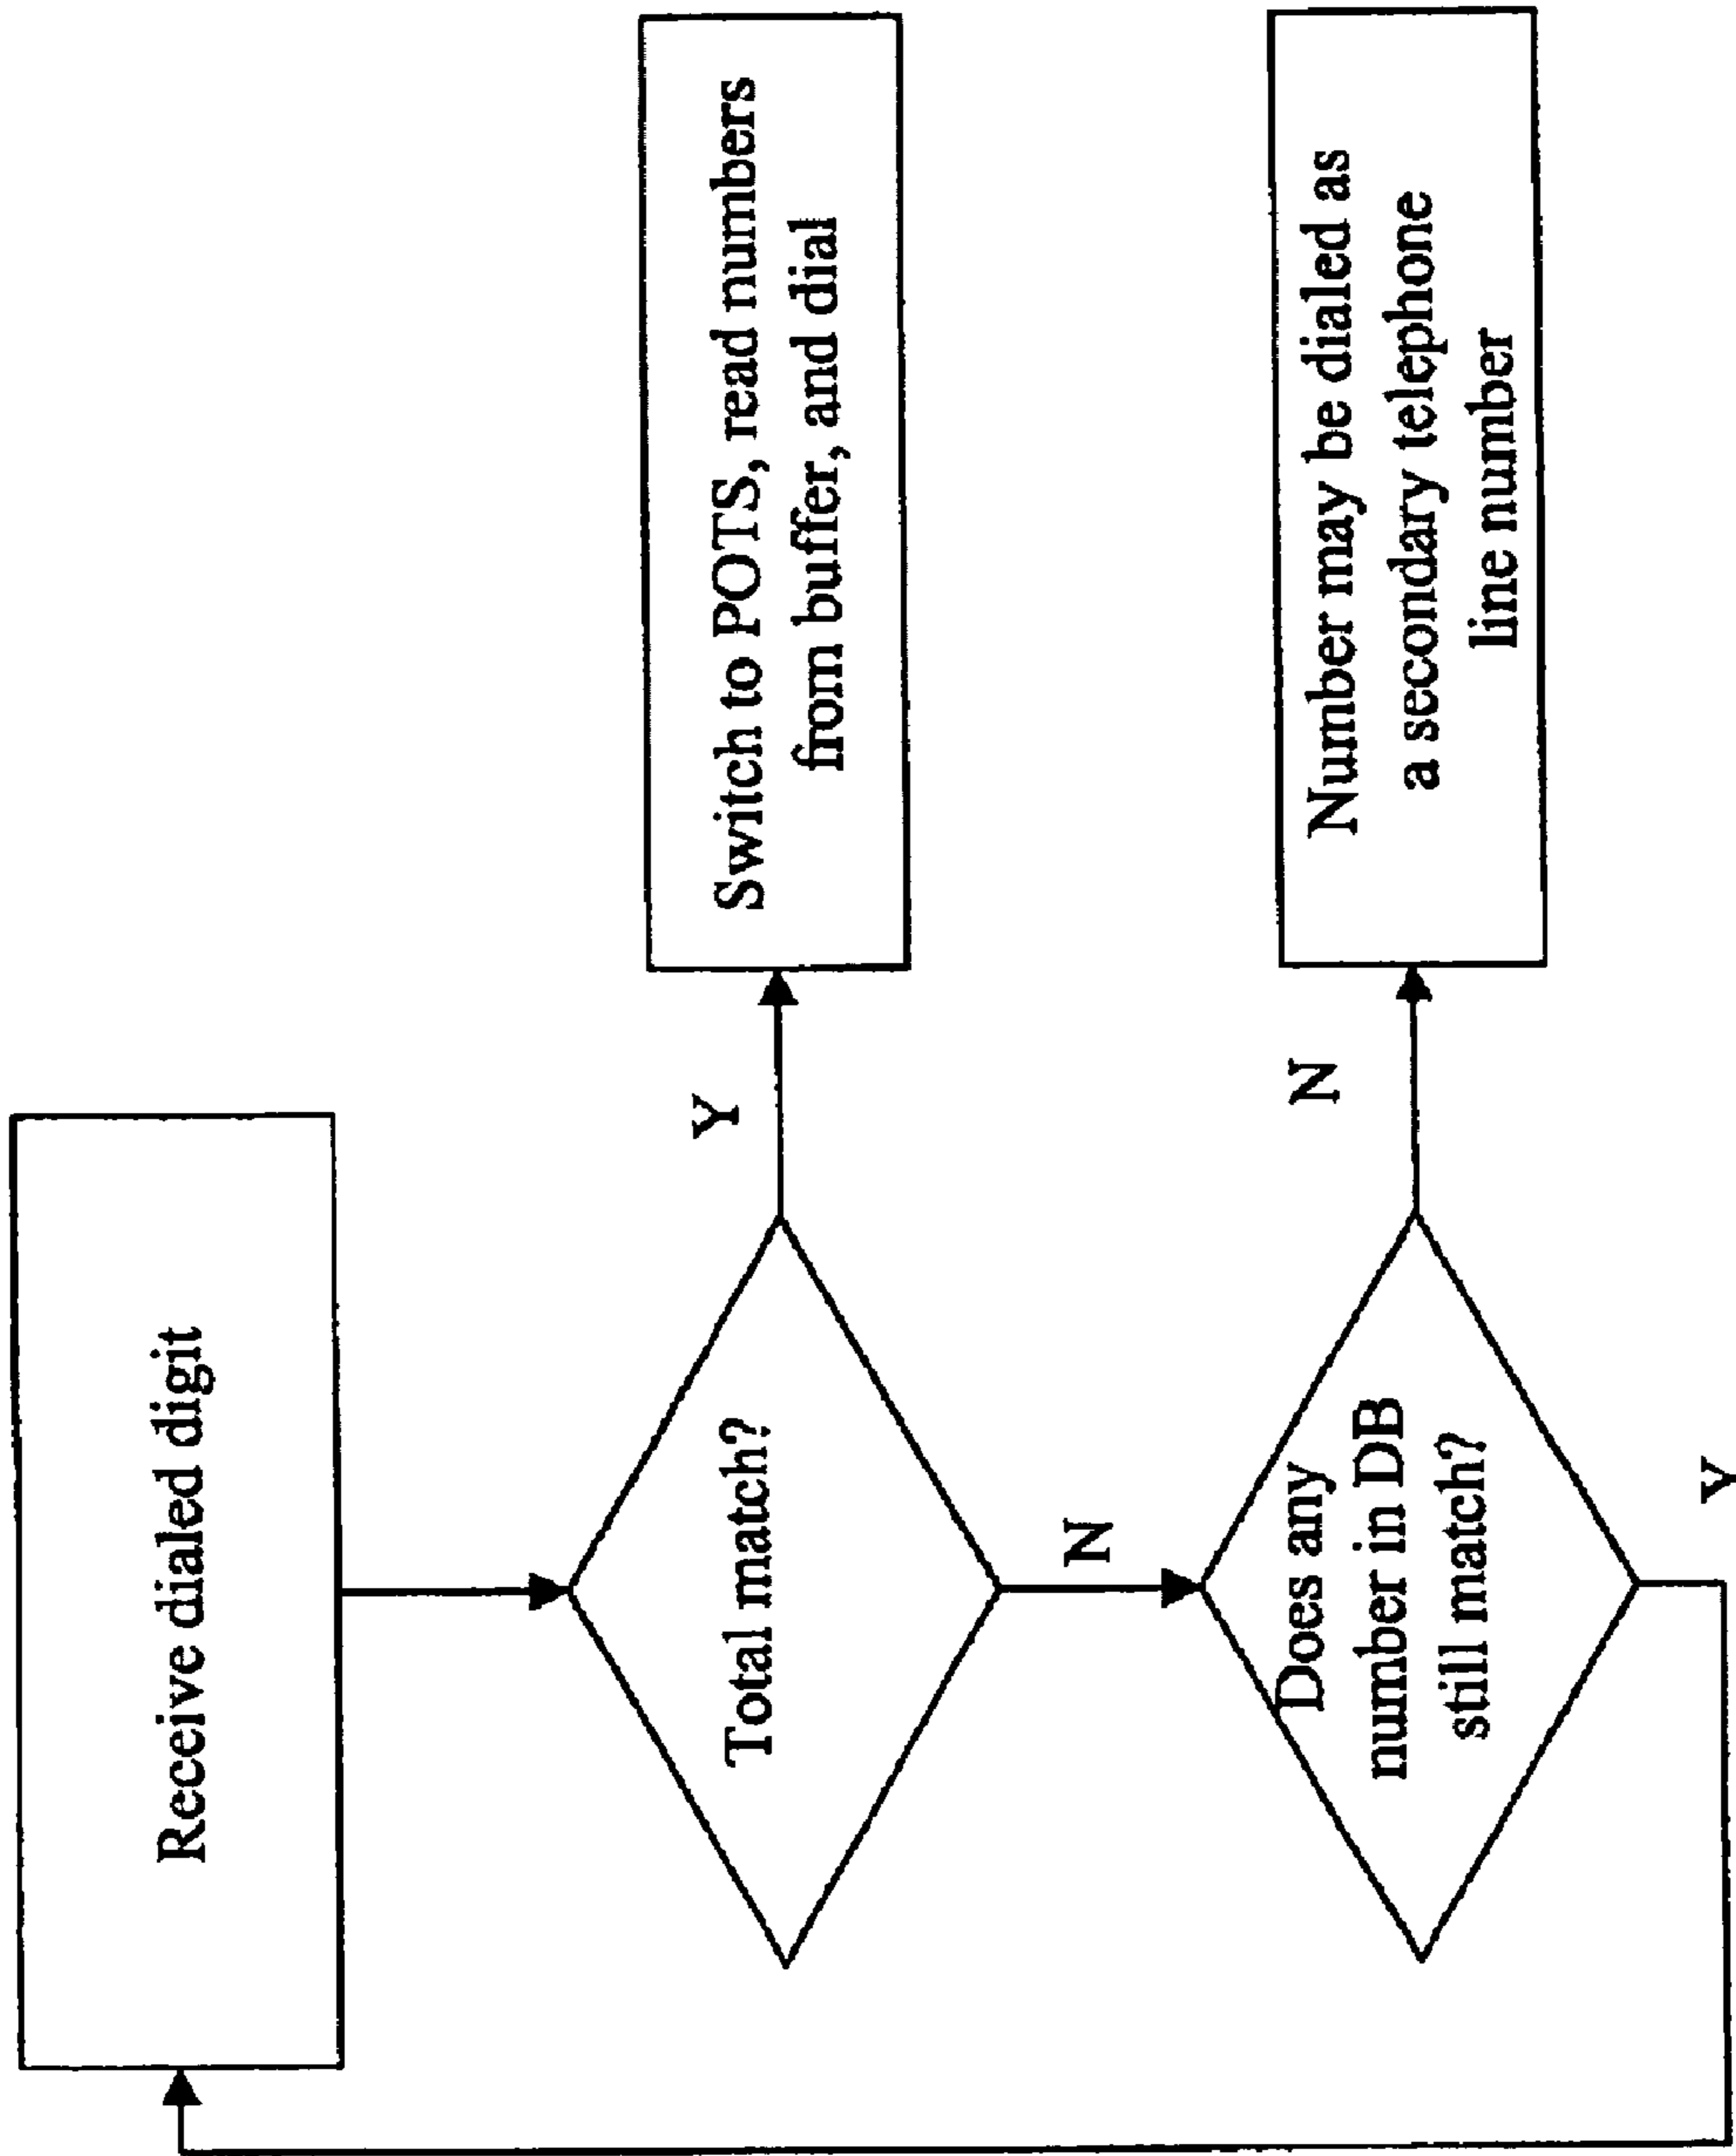 Receive dialed digit
Total match?
Y
Switch to POTS, read numbers
from buffer, and dial
N
Does any
number in DB
still match?
N
Number may be dialed as
a secondary telephone
line number
Y